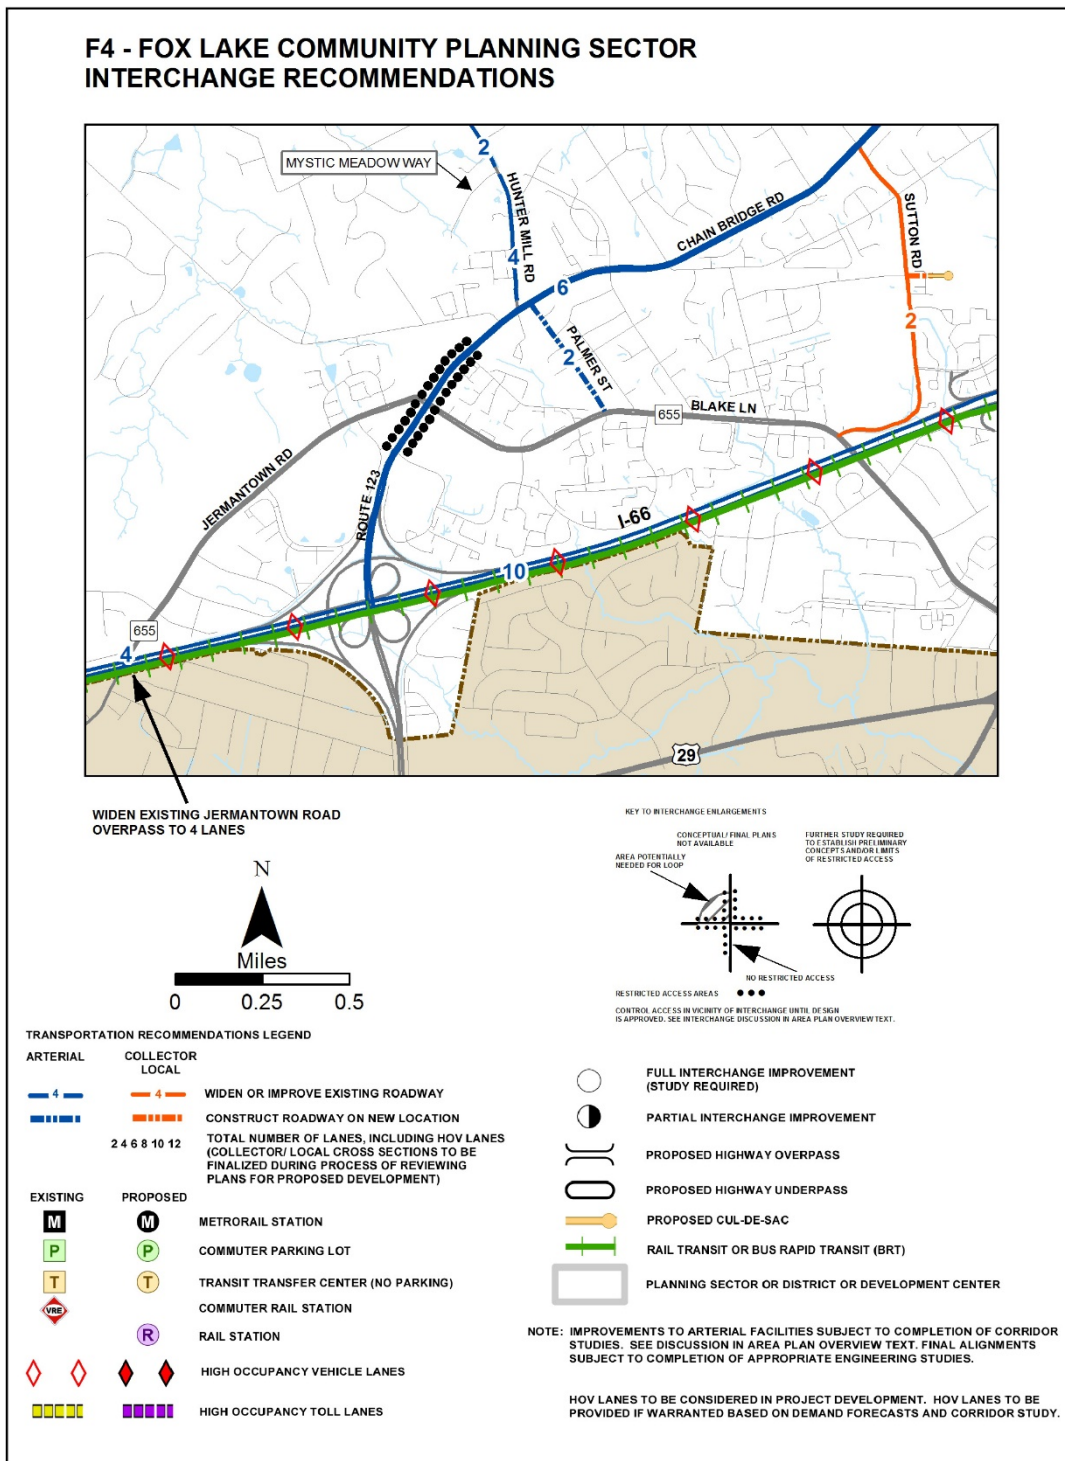 F4 - FOX LAKE COMMUNITY PLANNING SECTOR
INTERCHANGE RECOMMENDATIONS
2
MYSTIC MEADOW WAY
HUNTER MILL RD
4
CHAIN BRIDGE RD
SUTTON RD
6
2
PALMER ST
2
BLAKE LN
655
JERMANTOWN RD
ROUTE 123
I-66
10
655
4
29
WIDEN EXISTING JERMANTOWN ROAD
OVERPASS TO 4 LANES
N
Miles
0 0.25 0.5
KEY TO INTERCHANGE ENLARGEMENTS
CONCEPTUAL/ FINAL PLANS
NOT AVAILABLE
AREA POTENTIALLY
NEEDED FOR LOOP
FURTHER STUDY REQUIRED
TO ESTABLISH PRELIMINARY
CONCEPTS AND/OR LIMITS
OF RESTRICTED ACCESS
NO RESTRICTED ACCESS
RESTRICTED ACCESS AREAS
CONTROL ACCESS IN VICINITY OF INTERCHANGE UNTIL DESIGN
IS APPROVED. SEE INTERCHANGE DISCUSSION IN AREA PLAN OVERVIEW TEXT.
TRANSPORTATION RECOMMENDATIONS LEGEND
ARTERIAL
COLLECTOR
LOCAL
4 4 WIDEN OR IMPROVE EXISTING ROADWAY
CONSTRUCT ROADWAY ON NEW LOCATION
2 4 6 8 10 12 TOTAL NUMBER OF LANES, INCLUDING HOV LANES
(COLLECTOR/ LOCAL CROSS SECTIONS TO BE
FINALIZED DURING PROCESS OF REVIEWING
PLANS FOR PROPOSED DEVELOPMENT)
EXISTING PROPOSED
M M METRORAIL STATION
P P COMMUTER PARKING LOT
T T TRANSIT TRANSFER CENTER (NO PARKING)
VRE COMMUTER RAIL STATION
R RAIL STATION
HIGH OCCUPANCY VEHICLE LANES
HIGH OCCUPANCY TOLL LANES
FULL INTERCHANGE IMPROVEMENT
(STUDY REQUIRED)
PARTIAL INTERCHANGE IMPROVEMENT
PROPOSED HIGHWAY OVERPASS
PROPOSED HIGHWAY UNDERPASS
PROPOSED CUL-DE-SAC
RAIL TRANSIT OR BUS RAPID TRANSIT (BRT)
PLANNING SECTOR OR DISTRICT OR DEVELOPMENT CENTER
NOTE: IMPROVEMENTS TO ARTERIAL FACILITIES SUBJECT TO COMPLETION OF CORRIDOR
STUDIES. SEE DISCUSSION IN AREA PLAN OVERVIEW TEXT. FINAL ALIGNMENTS
SUBJECT TO COMPLETION OF APPROPRIATE ENGINEERING STUDIES.
HOV LANES TO BE CONSIDERED IN PROJECT DEVELOPMENT. HOV LANES TO BE
PROVIDED IF WARRANTED BASED ON DEMAND FORECASTS AND CORRIDOR STUDY.